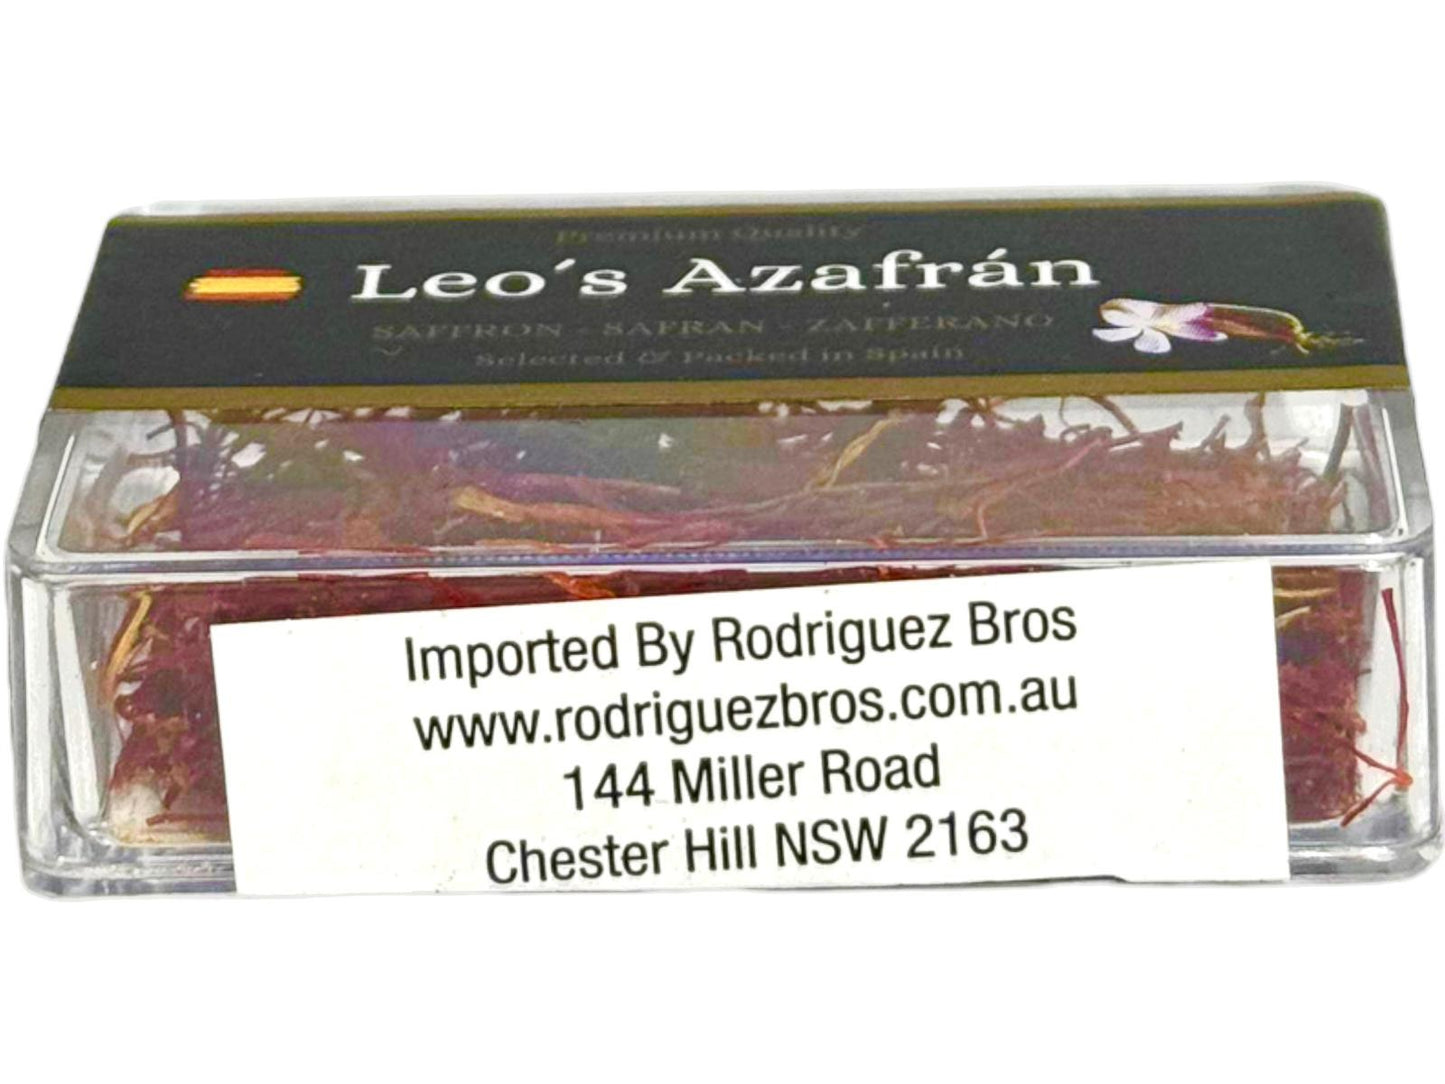 Premium Quality
Leo´s Azafrán
SAFFRON - SAFRAN - ZAFFERANO
Selected & Packed in Spain
Imported By Rodriguez Bros
www.rodriguezbros.com.au
144 Miller Road
Chester Hill NSW 2163